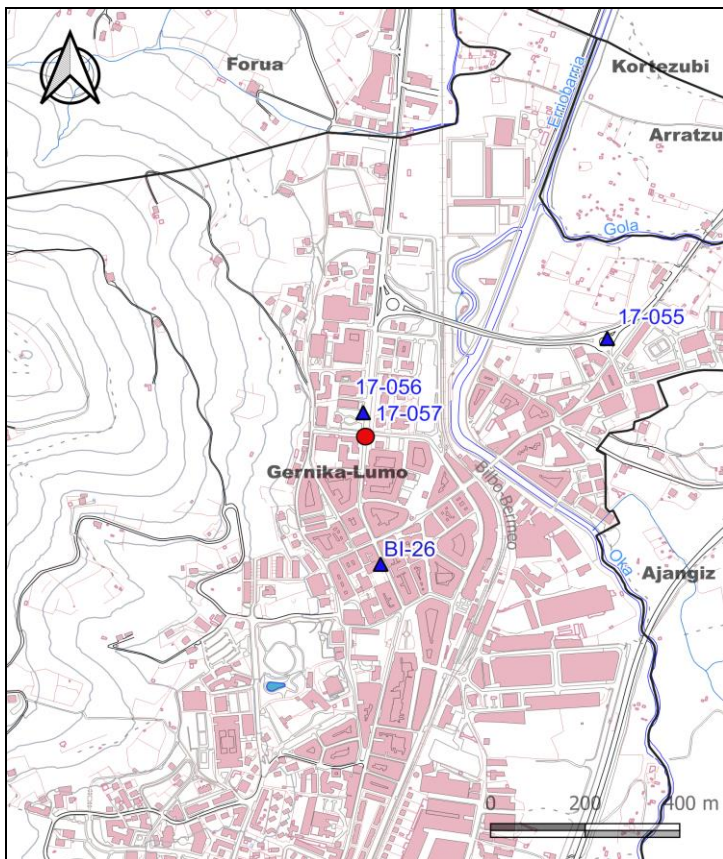 Forua
Kortezubi
Erriobarria
Arratzu
Gola
17-055
17-056
17-057
Gernika-Lumo
Bilbo-Bermeo
BI-26
Oka
Ajangiz
0 200 400 m